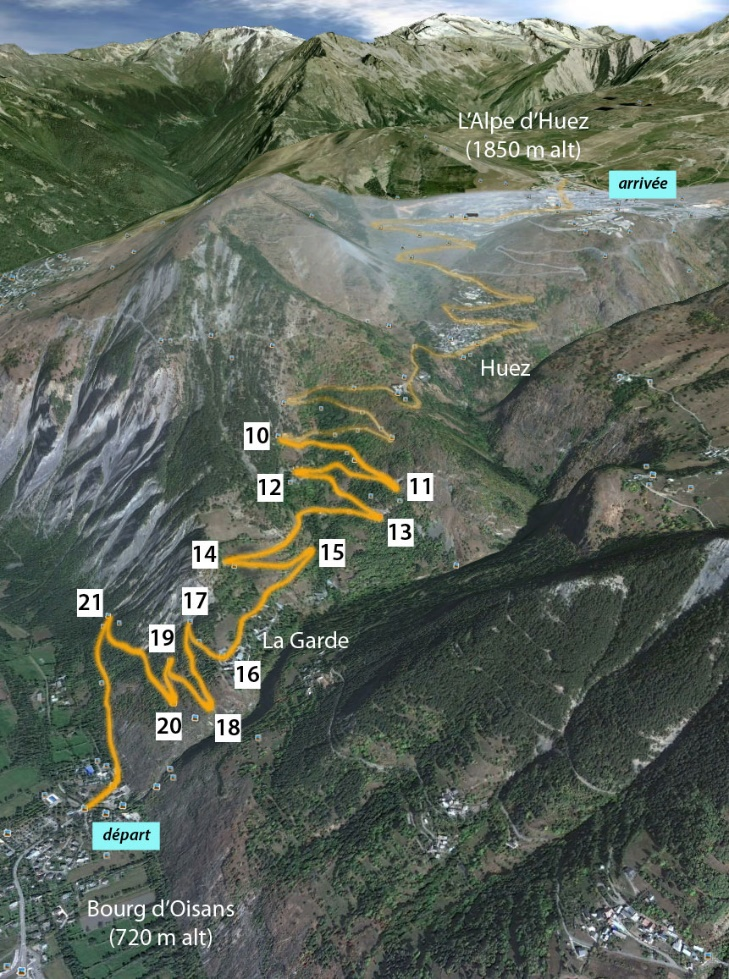 L'Alpe d'Huez
(1850 m alt)
arrivée
Huez
10
12
11
13
14
15
17
21
19
La Garde
16
20
18
départ
Bourg d'Oisans
(720 m alt)